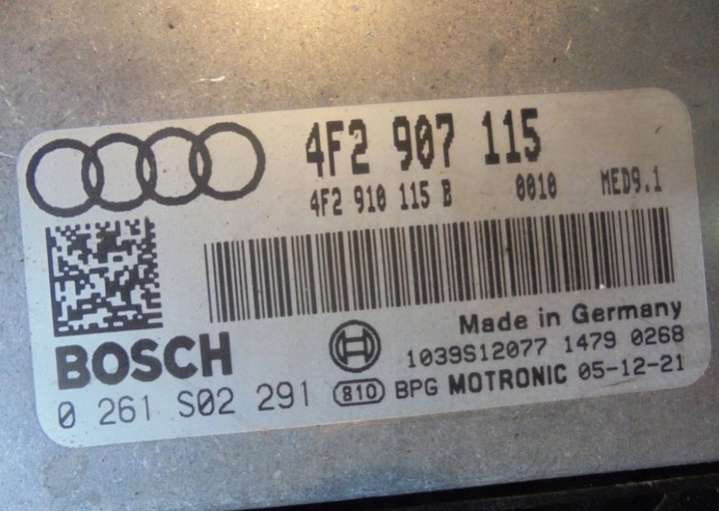 4F2 907 115
4F2 910 115 B 0010 MED9.1
Made in Germany
BOSCH
1039S12077 1479 0268
0 261 S02 291 810 BPG MOTRONIC 05-12-21